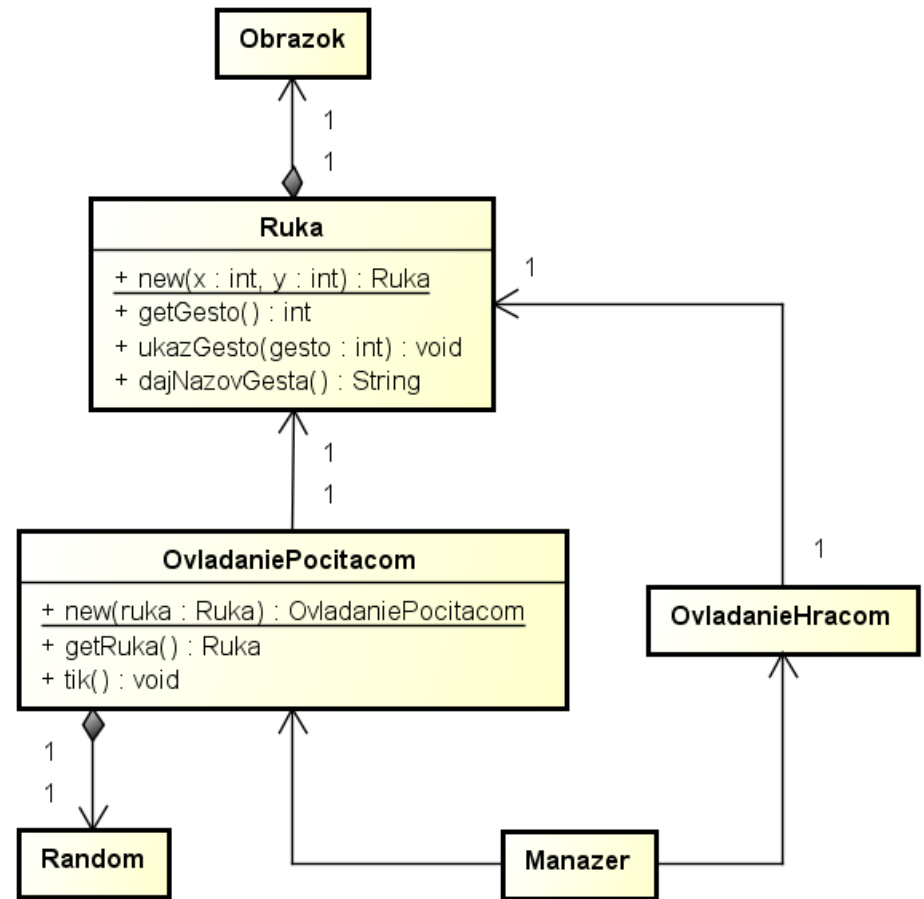 Obrazok
1
1
Ruka
+ new(x : int, y : int) : Ruka
+ getGesto() : int
+ ukazGesto(gesto : int) : void
+ dajNazovGesta() : String
1
1
1
OvladaniePocitacom
+ new(ruka : Ruka) : OvladaniePocitacom
+ getRuka() : Ruka
+ tik() : void
1
OvladanieHracom
1
1
Random
Manazer